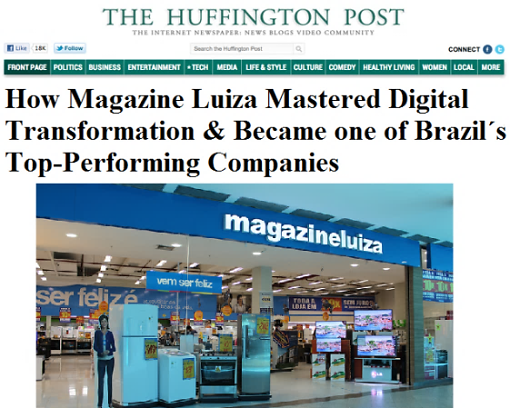 THE HUFFINGTON POST
THE INTERNET NEWSPAPER: NEWS BLOGS VIDEO COMMUNITY
Like 18K Follow Search the Huffington Post CONNECT
FRONT PAGE POLITICS BUSINESS ENTERTAINMENT TECH MEDIA LIFE & STYLE CULTURE COMEDY HEALTHY LIVING WOMEN LOCAL MORE
How Magazine Luiza Mastered Digital
Transformation & Became one of Brazil´s
Top-Performing Companies
magazineluiza
vem ser feliz
ser feliz é